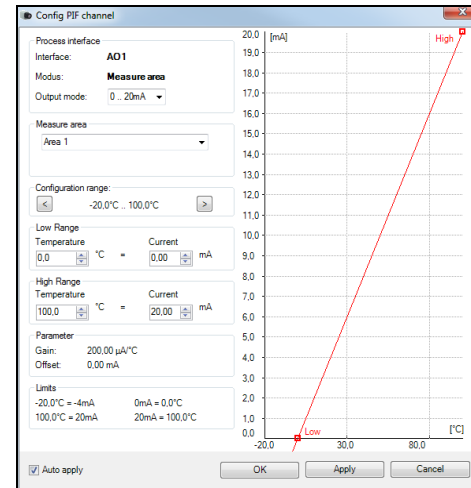 Config PIF channel
Process interface
Interface: AO1
Modus: Measure area
Output mode: 0 .. 20mA
Measure area
Area 1
Configuration range:
< -20,0°C .. 100,0°C >
Low Range
Temperature Current
0,0 °C = 0,00 mA
High Range
Temperature Current
100,0 °C = 20,00 mA
Parameter
Gain: 200,00 µA/°C
Offset: 0,00 mA
Limits
-20,0°C = -4mA 0mA = 0,0°C
100,0°C = 20mA 20mA = 100,0°C
Auto apply
20,0 [mA] High
19,0
18,0
17,0
16,0
15,0
14,0
13,0
12,0
11,0
10,0
9,0
8,0
7,0
6,0
5,0
4,0
3,0
2,0
1,0
0,0 Low [°C]
-20,0 30,0 80,0
OK Apply Cancel